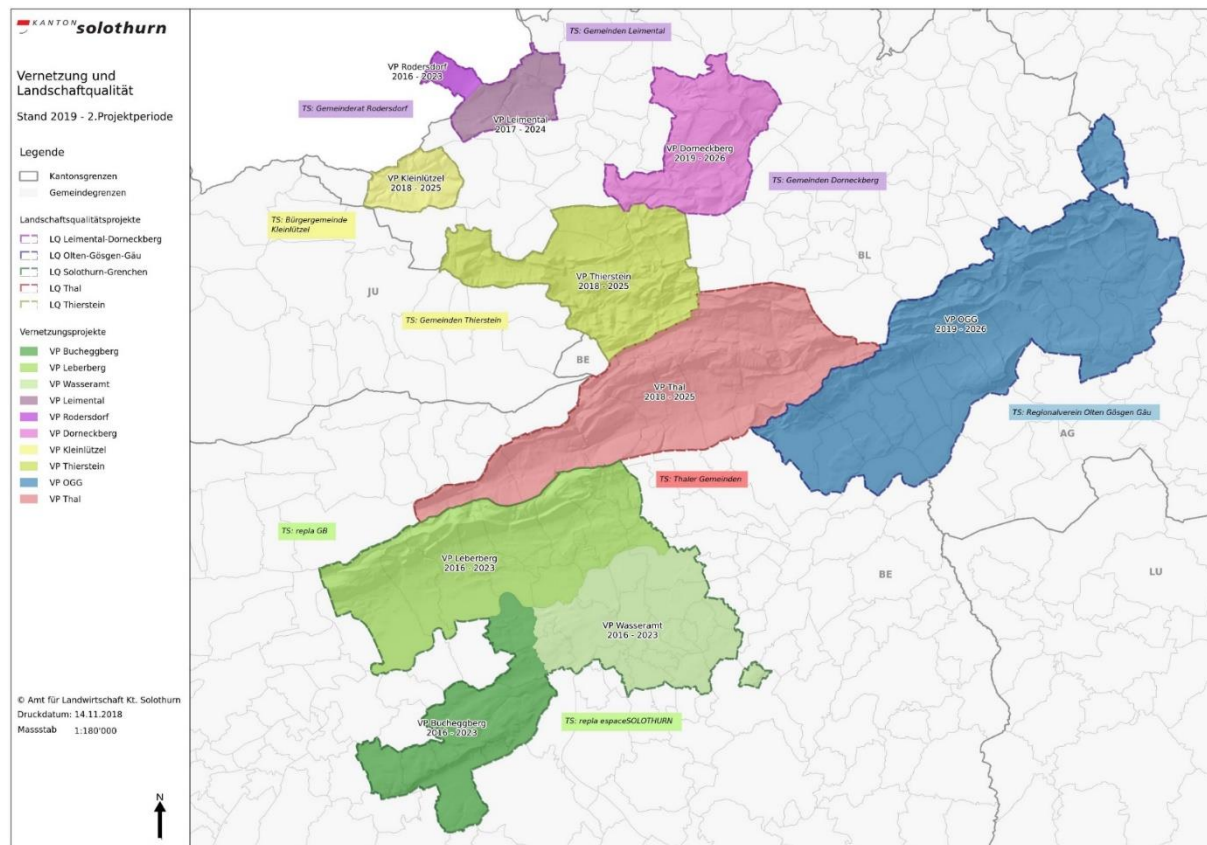 KANTON solothurn
Vernetzung und
Landschaftqualität
Stand 2019 - 2.Projektperiode
Legende
Kantonsgrenzen
Gemeindegrenzen
Landschaftsqualitätsprojekte
LQ Leimental-Dorneckberg
LQ Olten-Gösgen-Gäu
LQ Solothurn-Grenchen
LQ Thal
LQ Thierstein
Vernetzungsprojekte
VP Bucheggberg
VP Leberberg
VP Wasseramt
VP Leimental
VP Rodersdorf
VP Dorneckberg
VP Kleinlützel
VP Thierstein
VP OGG
VP Thal
© Amt für Landwirtschaft Kt. Solothurn
Druckdatum: 14.11.2018
Massstab 1:180'000
N
TS: Gemeinden Leimental
VP Rodersdorf
2016 - 2023
TS: Gemeinderat Rodersdorf
VP Leimental
2017 - 2024
VP Dorneckberg
2019 - 2026
VP Kleinlützel
2018 - 2025
TS: Gemeinden Dorneckberg
TS: Bürgergemeinde
Kleinlützel
BL
VP Thierstein
2018 - 2025
JU
TS: Gemeinden Thierstein
VP OGG
2019 - 2026
BE
VP Thal
2018 - 2025
TS: Regionalverein Olten Gösgen Gäu
AG
TS: Thaler Gemeinden
TS: repla GB
VP Leberberg
2016 - 2023
BE
LU
VP Wasseramt
2016 - 2023
TS: repla espaceSOLOTHURN
VP Bucheggberg
2016 - 2023